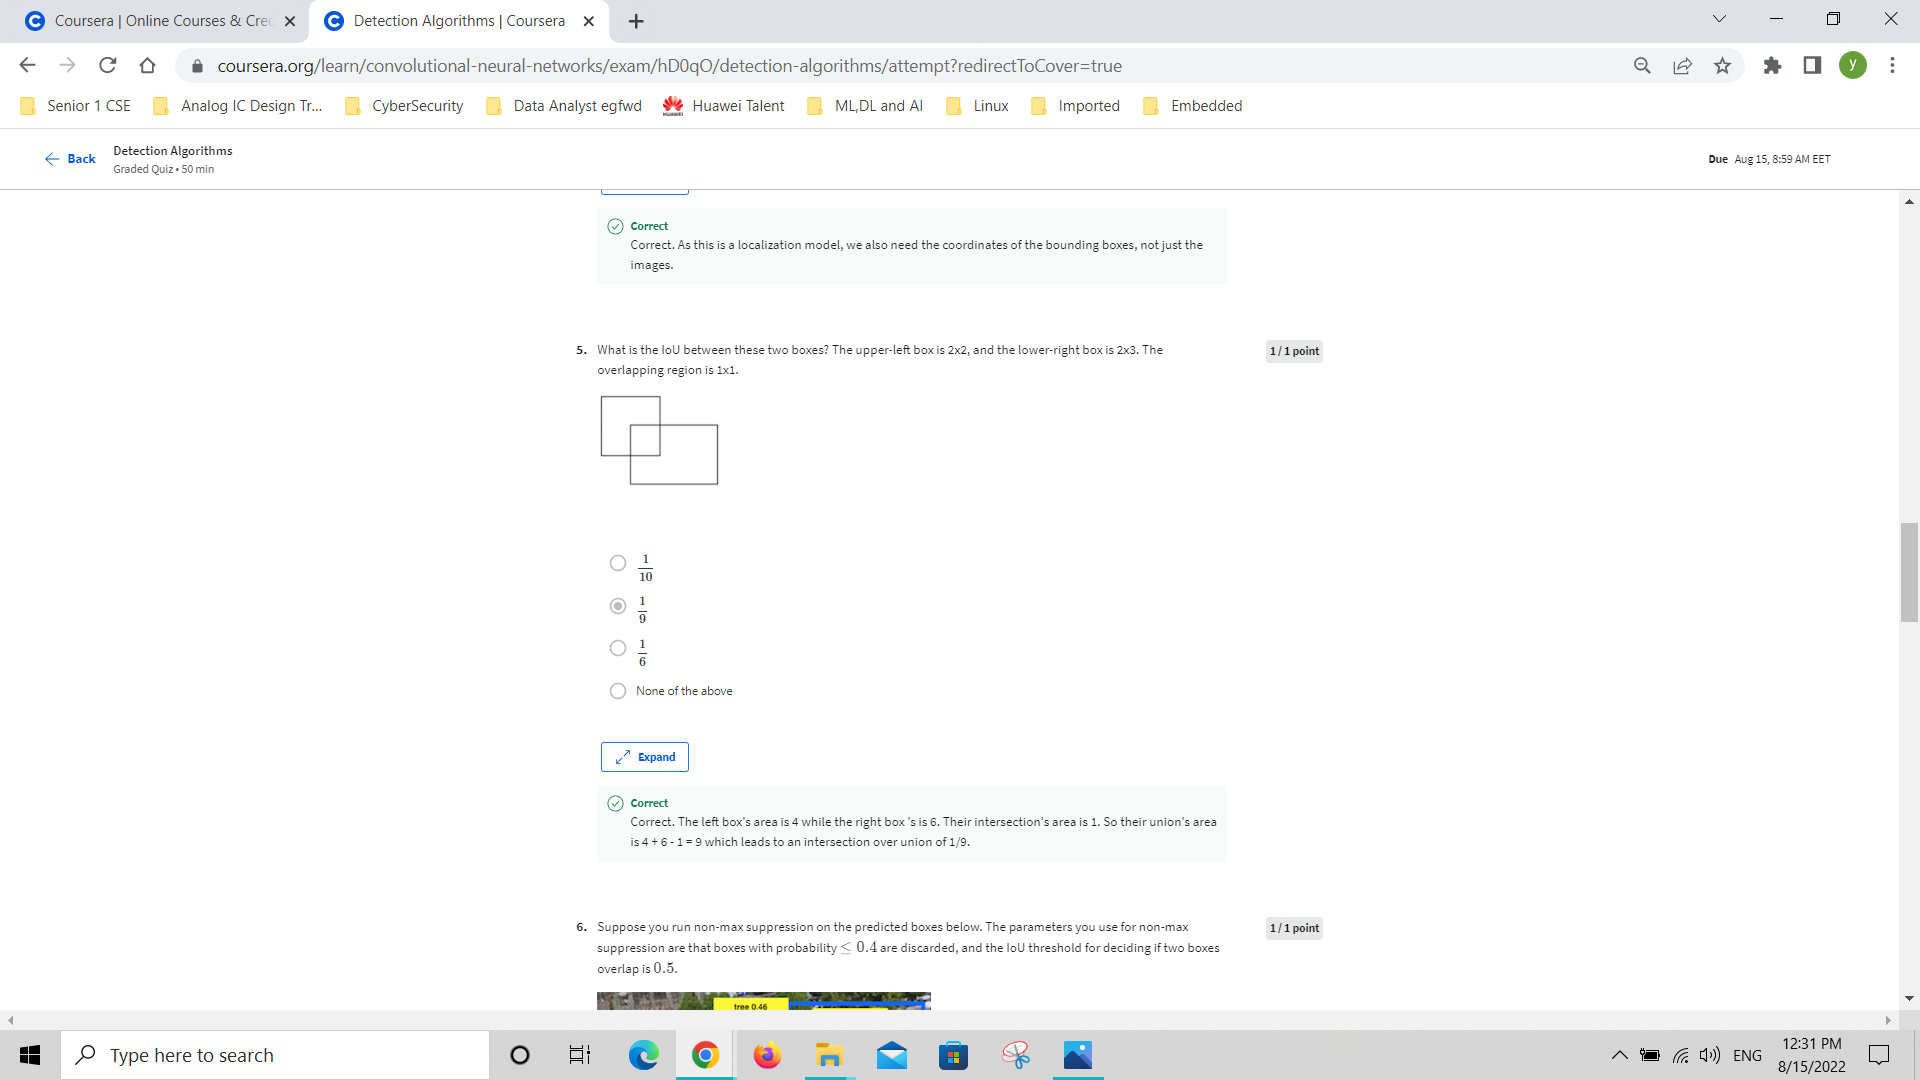 Coursera | Online Courses & Cre
Detection Algorithms | Coursera
coursera.org/learn/convolutional-neural-networks/exam/hD0qO/detection-algorithms/attempt?redirectToCover=true
y
Senior 1 CSE
Analog IC Design Tr...
CyberSecurity
Data Analyst egfwd
Huawei Talent
ML,DL and AI
Linux
Imported
Embedded
Back
Detection Algorithms
Graded Quiz • 50 min
Due Aug 15, 8:59 AM EET
Correct
Correct. As this is a localization model, we also need the coordinates of the bounding boxes, not just the
images.
5. What is the IoU between these two boxes? The upper-left box is 2x2, and the lower-right box is 2x3. The
overlapping region is 1x1.
1 / 1 point
1/10
1/9
1/6
None of the above
Expand
Correct
Correct. The left box's area is 4 while the right box 's is 6. Their intersection's area is 1. So their union's area
is 4 + 6 - 1 = 9 which leads to an intersection over union of 1/9.
6. Suppose you run non-max suppression on the predicted boxes below. The parameters you use for non-max
suppression are that boxes with probability ≤ 0.4 are discarded, and the IoU threshold for deciding if two boxes
overlap is 0.5.
1 / 1 point
tree 0.46
Type here to search
ENG
12:31 PM
8/15/2022